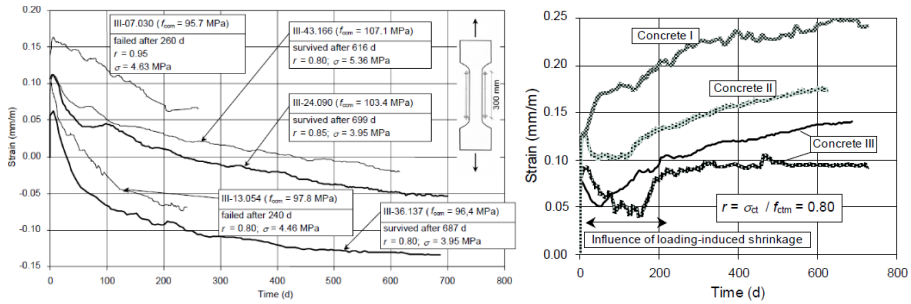 III-07.030 (fcom = 95.7 MPa)
failed after 260 d
r = 0.95
σ = 4.63 MPa
III-43.166 (fcom = 107.1 MPa)
survived after 616 d
r = 0.80; σ = 5.36 MPa
III-24.090 (fcom = 103.4 MPa)
survived after 699 d
r = 0.85; σ = 3.95 MPa
III-13.054 (fcom = 97.8 MPa)
failed after 240 d
r = 0.80; σ = 4.46 MPa
III-36.137 (fcom = 96,4 MPa)
survived after 687 d
r = 0.80; σ = 3.95 MPa
300 mm
Strain (mm/m)
0.20
0.15
0.10
0.05
0.00
-0.05
-0.10
-0.15
0 100 200 300 400 500 600 700 800
Time (d)
Concrete I
Concrete II
Concrete III
r = σct / fctm = 0.80
Influence of loading-induced shrinkage
Strain (mm/m)
0.25
0.20
0.15
0.10
0.05
0.00
0 200 400 600 800
Time (d)